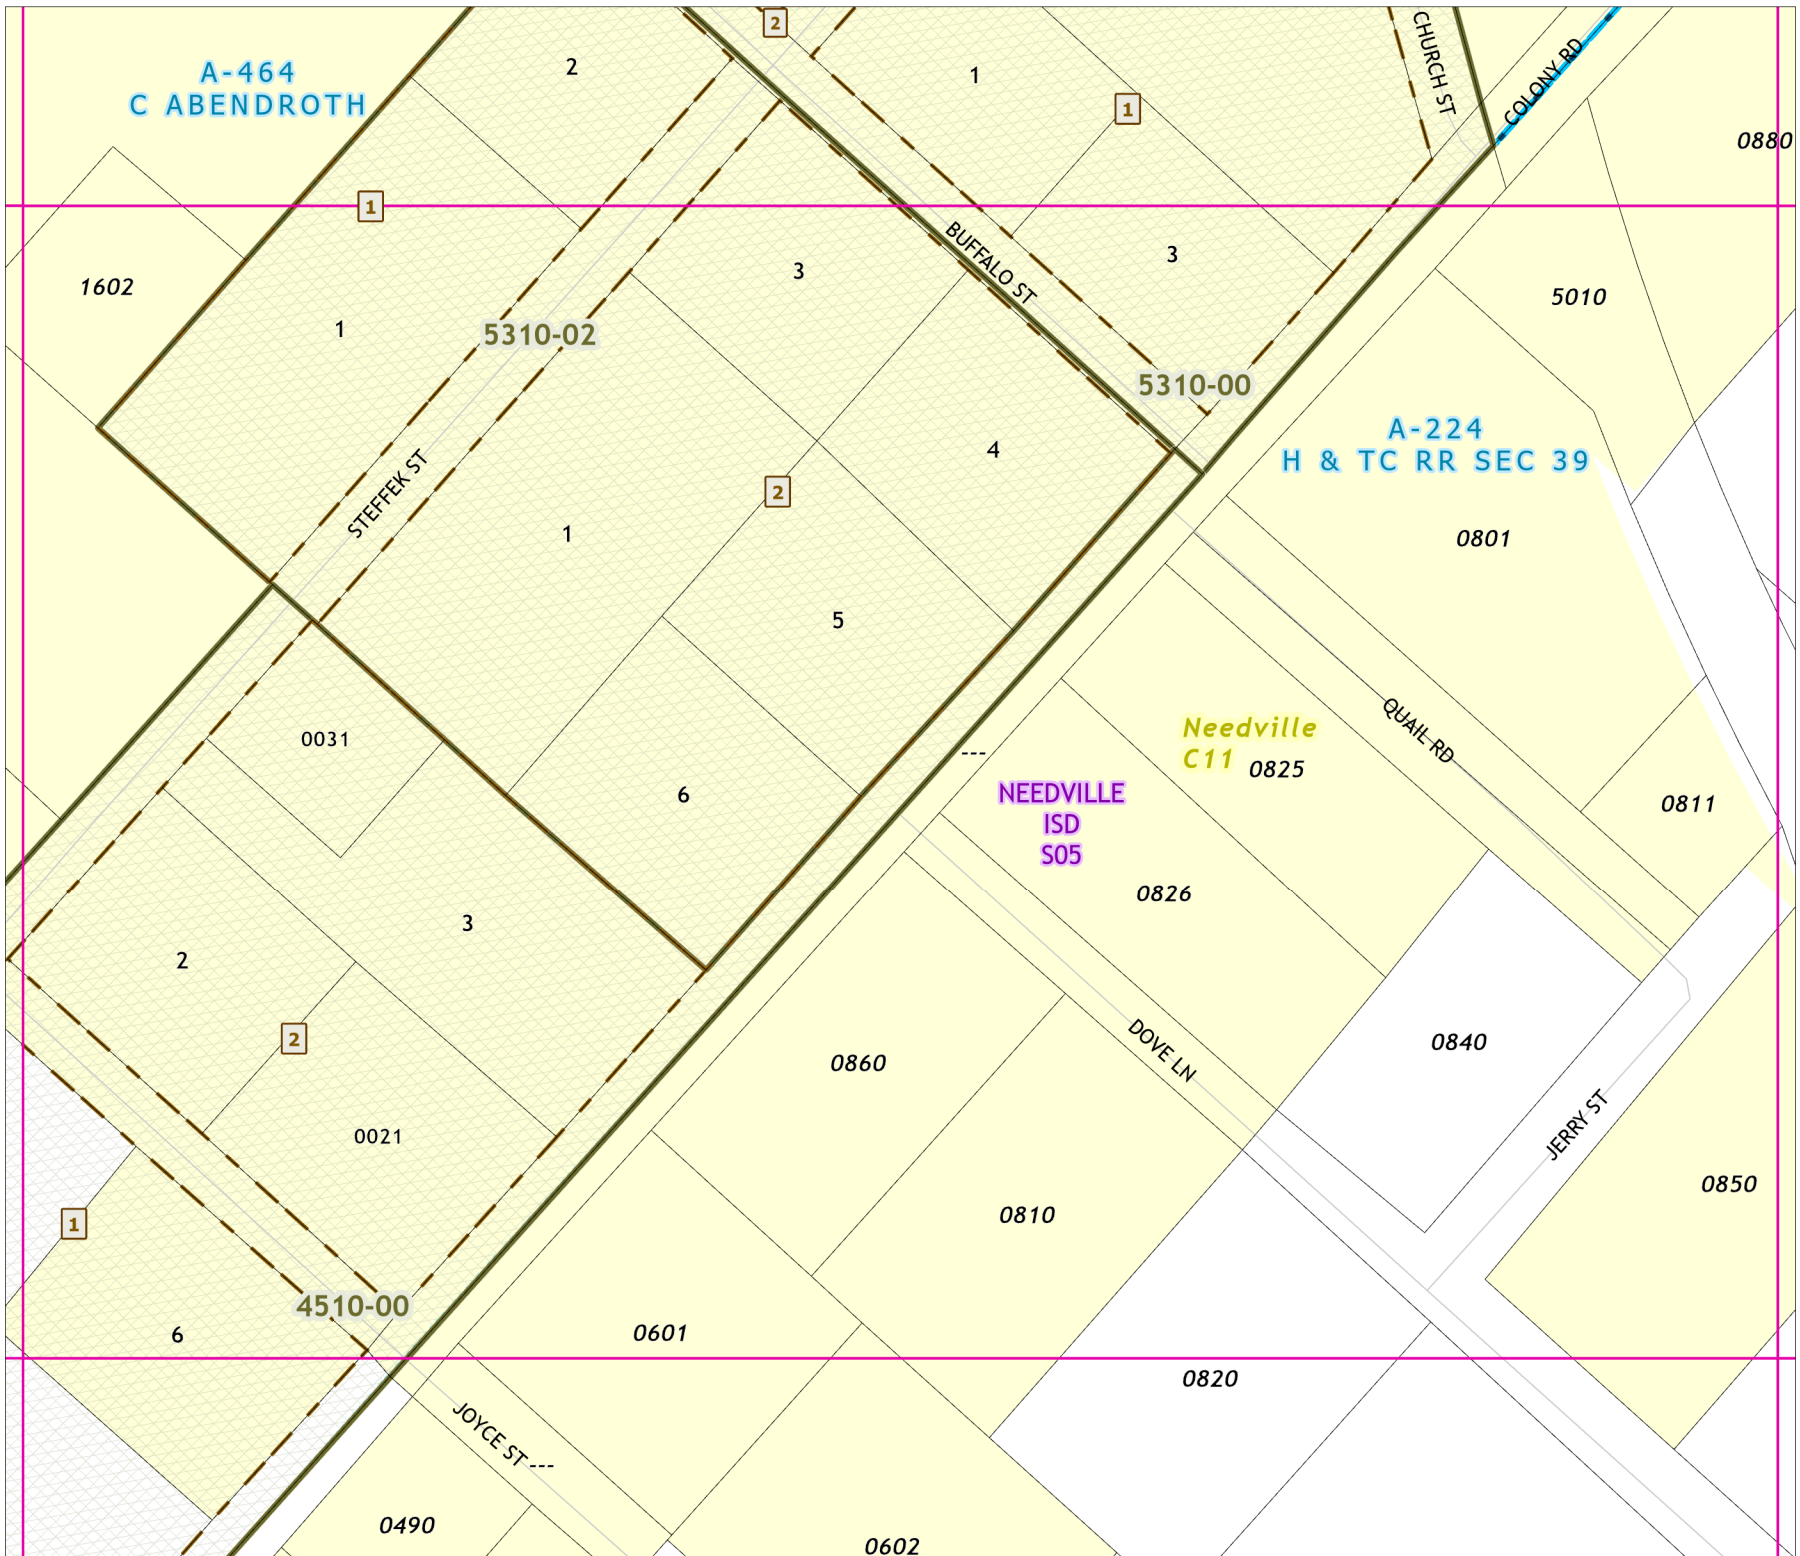 2
CHURCH ST
COLONY RD
2
1
1
A-464
C ABENDROTH
0880
1
BUFFALO ST
3
3
1602
5010
1
5310-02
5310-00
A-224
H & TC RR SEC 39
4
STEFFEK ST
2
1
0801
5
QUAIL RD
Needville
C11
0825
0031
---
NEEDVILLE
ISD
S05
6
0811
0826
3
2
2
DOVE LN
0860
0840
JERRY ST
0021
0850
1
0810
4510-00
6
0601
0820
JOYCE ST ---
0490
0602